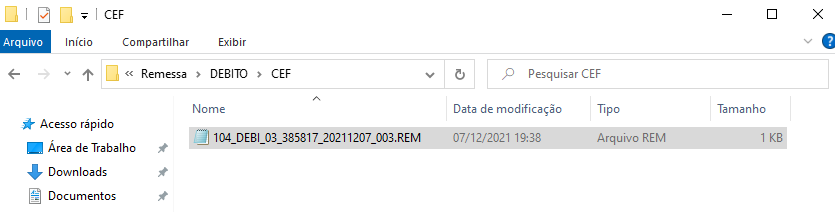 CEF
Arquivo Início Compartilhar Exibir
« Remessa > DEBITO > CEF Pesquisar CEF
Nome Data de modificação Tipo Tamanho
Acesso rápido
104_DEBI_03_385817_20211207_003.REM 07/12/2021 19:38 Arquivo REM 1 KB
Área de Trabalho
Downloads
Documentos